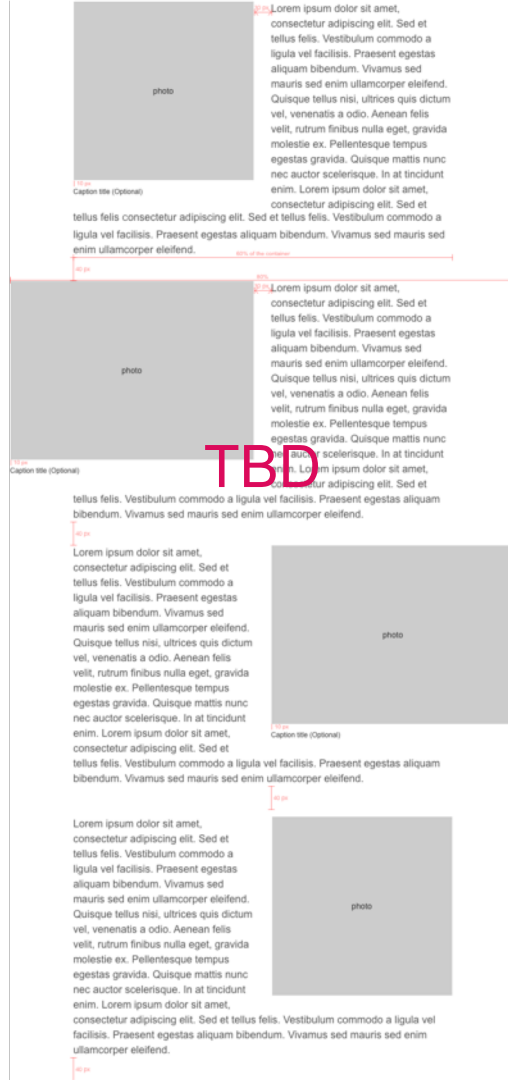 photo
10 px
Caption title (Optional)
30 px
Lorem ipsum dolor sit amet,
consectetur adipiscing elit. Sed et
tellus felis. Vestibulum commodo a
ligula vel facilisis. Praesent egestas
aliquam bibendum. Vivamus sed
mauris sed enim ullamcorper eleifend.
Quisque tellus nisi, ultrices quis dictum
vel, venenatis a odio. Aenean felis
velit, rutrum finibus nulla eget, gravida
molestie ex. Pellentesque tempus
egestas gravida. Quisque mattis nunc
nec auctor scelerisque. In at tincidunt
enim. Lorem ipsum dolor sit amet,
consectetur adipiscing elit. Sed et
tellus felis consectetur adipiscing elit. Sed et tellus felis. Vestibulum commodo a
ligula vel facilisis. Praesent egestas aliquam bibendum. Vivamus sed mauris sed
enim ullamcorper eleifend.
60% of the container
40 px
80%
photo
10 px
Caption title (Optional)
30 px
Lorem ipsum dolor sit amet,
consectetur adipiscing elit. Sed et
tellus felis. Vestibulum commodo a
ligula vel facilisis. Praesent egestas
aliquam bibendum. Vivamus sed
mauris sed enim ullamcorper eleifend.
Quisque tellus nisi, ultrices quis dictum
vel, venenatis a odio. Aenean felis
velit, rutrum finibus nulla eget, gravida
molestie ex. Pellentesque tempus
egestas gravida. Quisque mattis nunc
nec auctor scelerisque. In at tincidunt
enim. Lorem ipsum dolor sit amet,
consectetur adipiscing elit. Sed et
TBD
tellus felis. Vestibulum commodo a ligula vel facilisis. Praesent egestas aliquam
bibendum. Vivamus sed mauris sed enim ullamcorper eleifend.
40 px
Lorem ipsum dolor sit amet,
consectetur adipiscing elit. Sed et
tellus felis. Vestibulum commodo a
ligula vel facilisis. Praesent egestas
aliquam bibendum. Vivamus sed
mauris sed enim ullamcorper eleifend.
Quisque tellus nisi, ultrices quis dictum
vel, venenatis a odio. Aenean felis
velit, rutrum finibus nulla eget, gravida
molestie ex. Pellentesque tempus
egestas gravida. Quisque mattis nunc
nec auctor scelerisque. In at tincidunt
enim. Lorem ipsum dolor sit amet,
consectetur adipiscing elit. Sed et
photo
10 px
Caption title (Optional)
tellus felis. Vestibulum commodo a ligula vel facilisis. Praesent egestas aliquam
bibendum. Vivamus sed mauris sed enim ullamcorper eleifend.
40 px
Lorem ipsum dolor sit amet,
consectetur adipiscing elit. Sed et
tellus felis. Vestibulum commodo a
ligula vel facilisis. Praesent egestas
aliquam bibendum. Vivamus sed
mauris sed enim ullamcorper eleifend.
Quisque tellus nisi, ultrices quis dictum
vel, venenatis a odio. Aenean felis
velit, rutrum finibus nulla eget, gravida
molestie ex. Pellentesque tempus
egestas gravida. Quisque mattis nunc
nec auctor scelerisque. In at tincidunt
enim. Lorem ipsum dolor sit amet,
photo
consectetur adipiscing elit. Sed et tellus felis. Vestibulum commodo a ligula vel
facilisis. Praesent egestas aliquam bibendum. Vivamus sed mauris sed enim
ullamcorper eleifend.
40 px